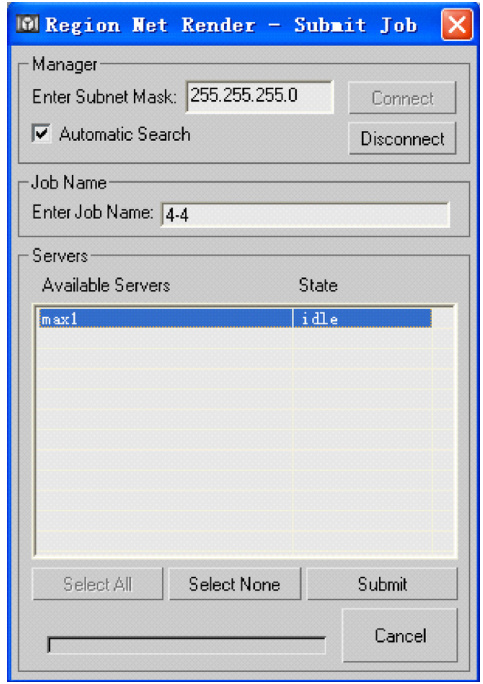 Region Net Render - Submit Job
Manager
Enter Subnet Mask: 255.255.255.0
Connect
Automatic Search
Disconnect
Job Name
Enter Job Name: 4-4
Servers
Available Servers State
max1 idle
Select All Select None Submit
Cancel